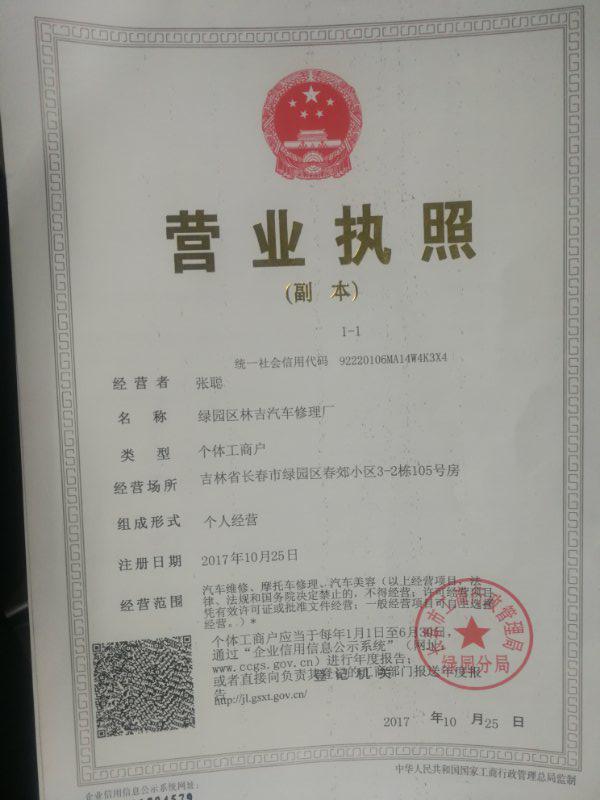 营业执照
(副 本)
1-1
统一社会信用代码 92220106MA14W4K3X4
经营者 张聪
名称 绿园区林吉汽车修理厂
类型 个体工商户
经营场所 吉林省长春市绿园区春郊小区3-2栋105号房
组成形式 个人经营
注册日期 2017年10月25日
经营范围 汽车维修、摩托车修理、汽车美容(以上经营项目,法
律、法规和国务院决定禁止的,不得经营;许可经营项目
凭有效许可证或批准文件经营;一般经营项目可自主选择
经营。)*
个体工商户应当于每年1月1日至6月30日,
通过“企业信用信息公示系统”(网址:
www.ccgs.gov.cn)进行年度报告;
或者直接向负责其登记的工商部门报送年度报
告
登记机关
http://jl.gsxt.gov.cn/
绿园分局
2017 年 10 月 25 日
企业信用信息公示系统网址:
中华人民共和国国家工商行政管理总局监制